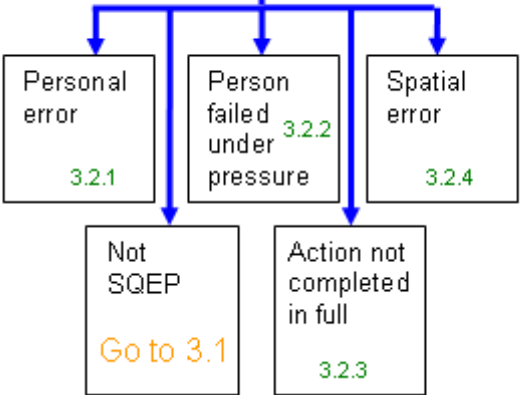 Personal
error
3.2.1
Person
failed
under
pressure
3.2.2
Spatial
error
3.2.4
Not
SQEP
Go to 3.1
Action not
completed
in full
3.2.3